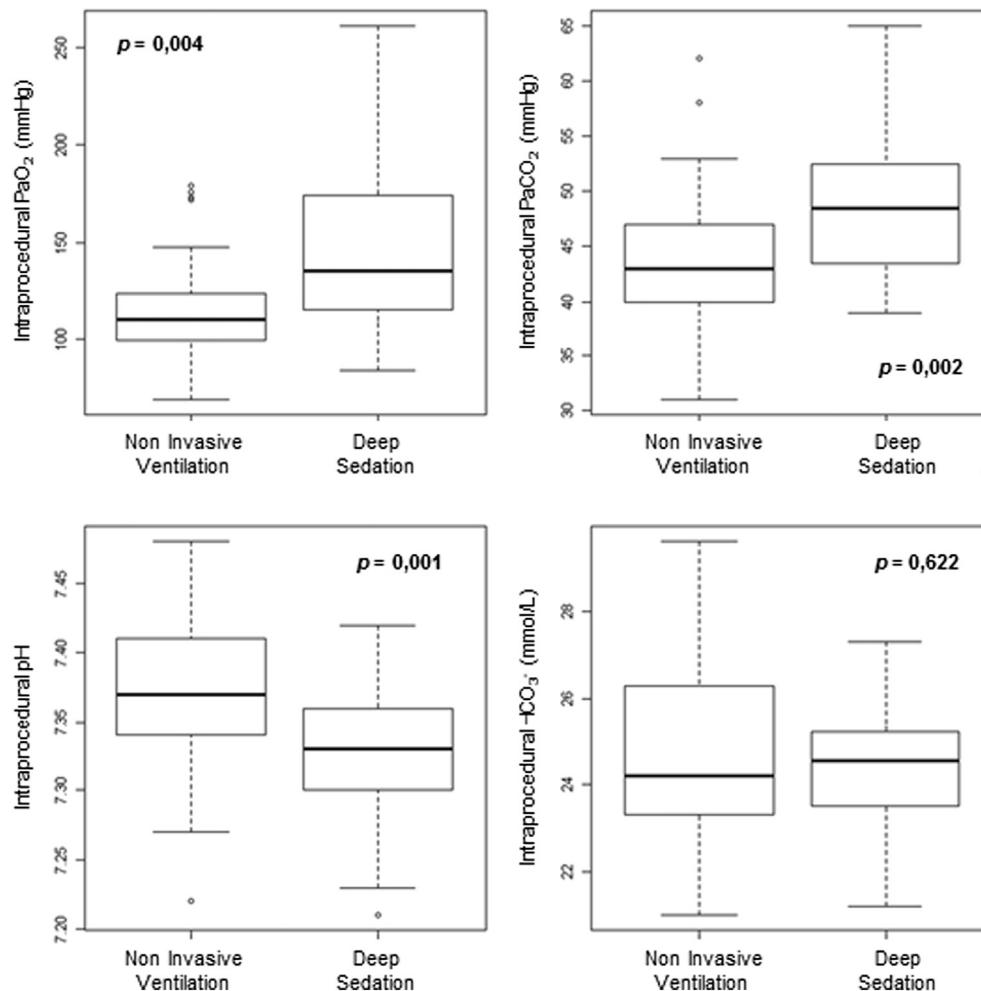 Intraprocedural PaO₂ (mmHg)
250
200
150
100
p = 0,004
Non Invasive
Ventilation
Deep
Sedation
Intraprocedural PaCO₂ (mmHg)
65
60
55
50
45
40
35
30
p = 0,002
Non Invasive
Ventilation
Deep
Sedation
Intraprocedural pH
7.45
7.40
7.35
7.30
7.25
7.20
p = 0,001
Non Invasive
Ventilation
Deep
Sedation
Intraprocedural HCO₃⁻ (mmol/L)
28
26
24
22
p = 0,622
Non Invasive
Ventilation
Deep
Sedation